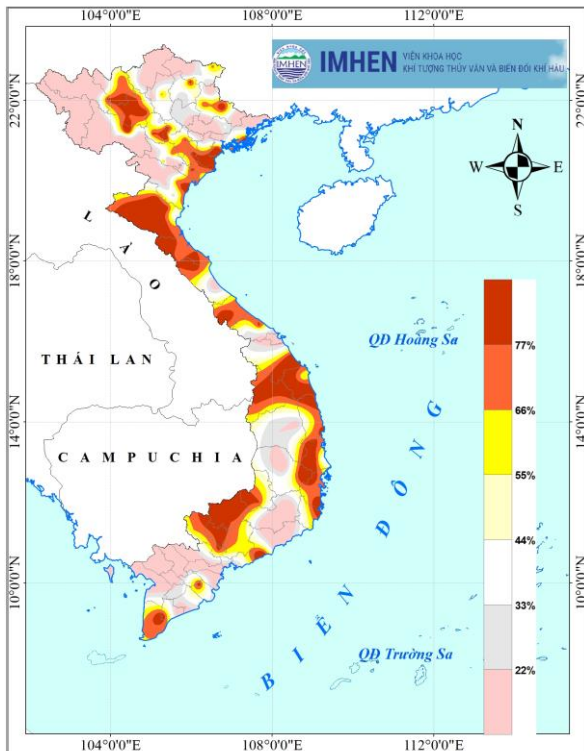 104°0'0"E 108°0'0"E 112°0'0"E
IMHEN
IMHEN
VIỆN KHOA HỌC
KHÍ TƯỢNG THỦY VĂN VÀ BIẾN ĐỔI KHÍ HẬU
22°0'0"N 22°0'0"N
N
W E
S
LÀO
18°0'0"N 18°0'0"N
QĐ Hoàng Sa
77%
THÁI LAN
66%
14°0'0"N 14°0'0"N
CAMPUCHIA
55%
44%
10°0'0"N 10°0'0"N
33%
BIỂN ĐÔNG
22%
QĐ Trường Sa
104°0'0"E 108°0'0"E 112°0'0"E